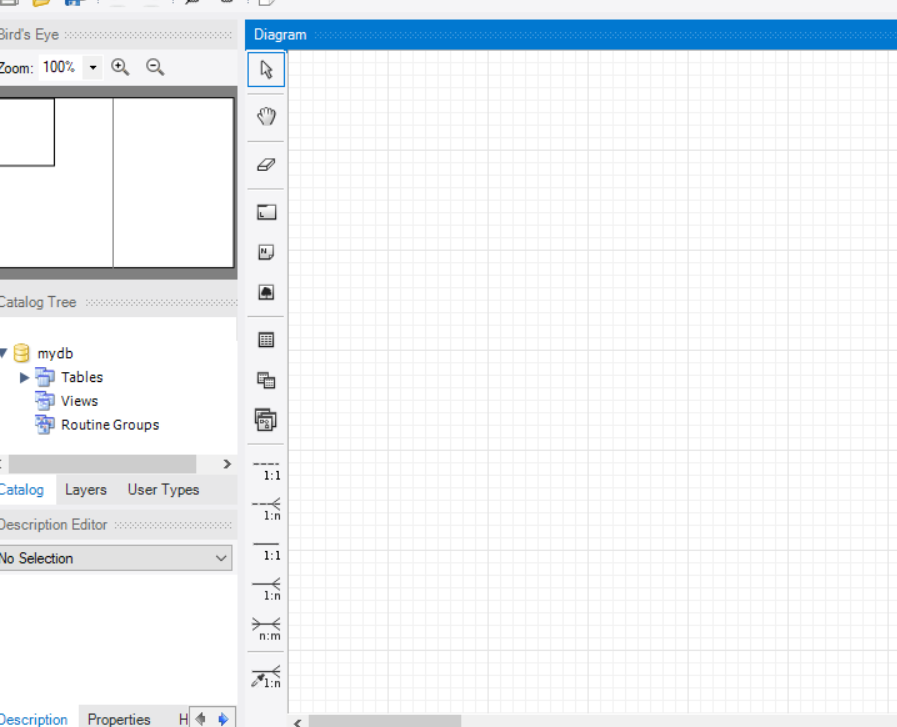 Bird's Eye
Diagram
Zoom: 100%
Catalog Tree
mydb
Tables
Views
Routine Groups
Catalog Layers User Types
Description Editor
No Selection
Description Properties H
N
1:1
1:n
1:1
1:n
n:m
1:n